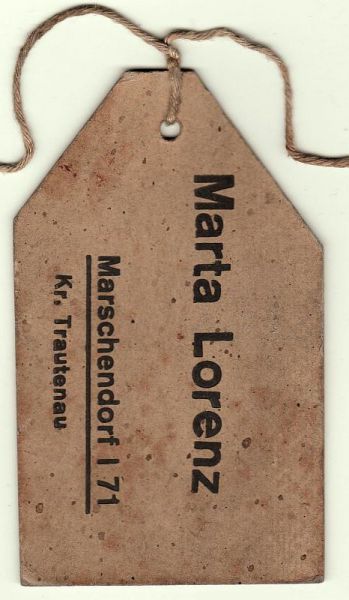 Marta Lorenz
Marschendorf I 71
Kr. Trautenau